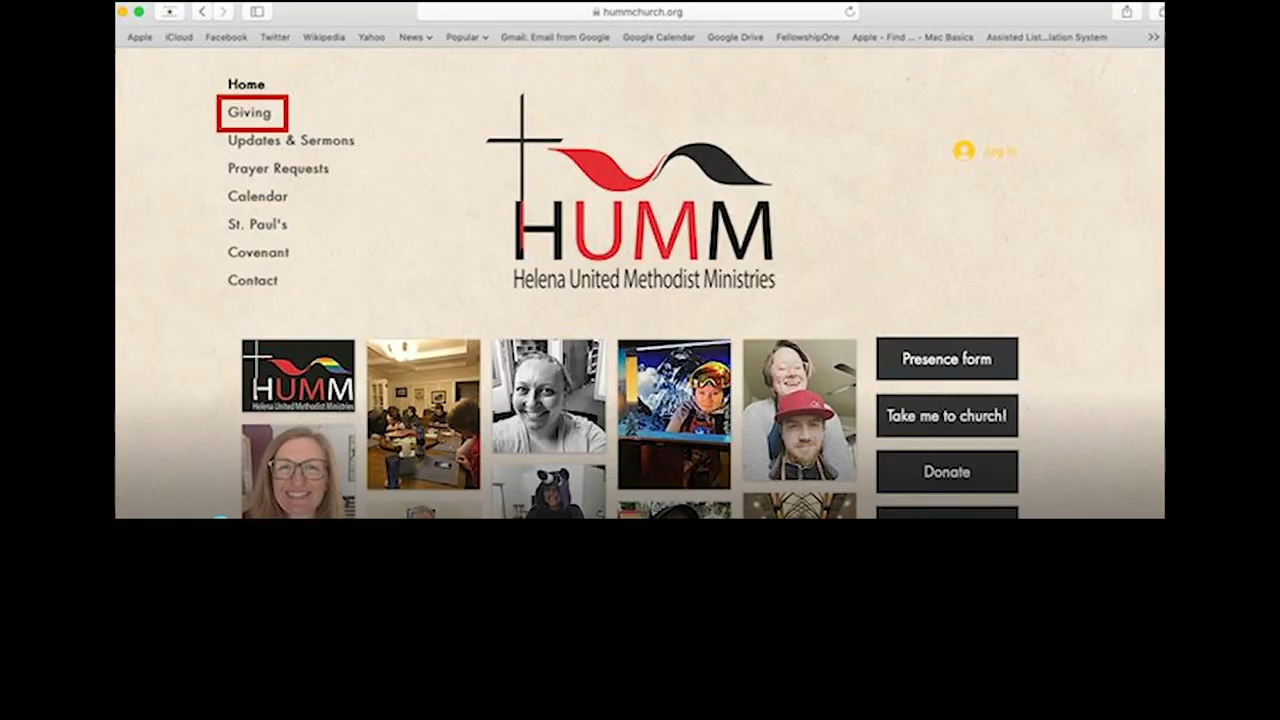 hummchurch.org
Apple iCloud Facebook Twitter Wikipedia Yahoo News Popular Gmail: Email from Google Google Calendar Google Drive FellowshipOne Apple - Find ... - Mac Basics Assisted List...lation System
Home
Giving
Updates & Sermons
Prayer Requests
Calendar
St. Paul's
Covenant
Contact
HUMM
Helena United Methodist Ministries
Log In
HUMM
Helena United Methodist Ministries
Presence form
Take me to church!
Donate